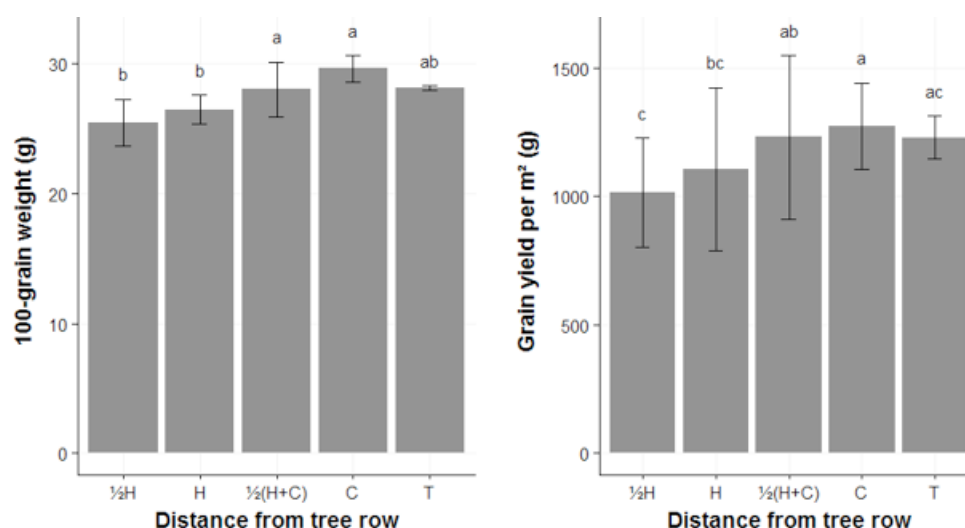 100-grain weight (g)
30
20
10
0
b
b
a
a
ab
½H
H
½(H+C)
C
T
Distance from tree row
Grain yield per m² (g)
1500
1000
500
0
c
bc
ab
a
ac
½H
H
½(H+C)
C
T
Distance from tree row